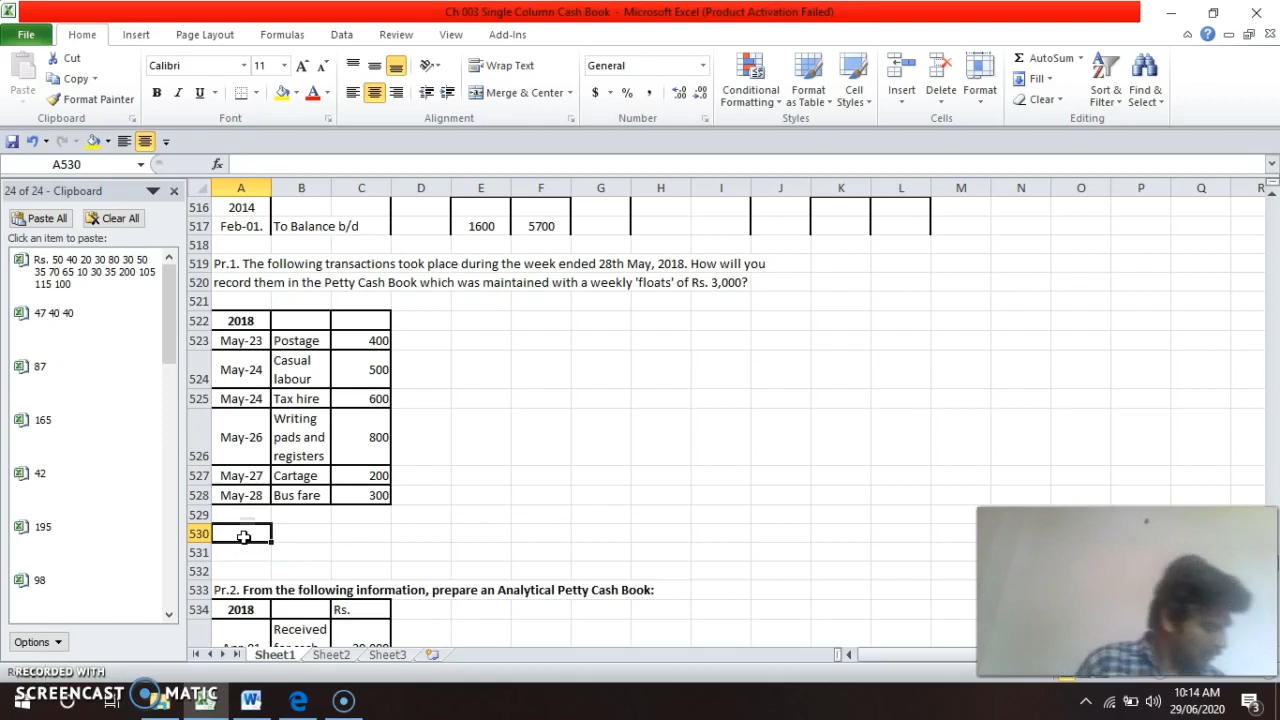 Ch 003 Single Column Cash Book - Microsoft Excel (Product Activation Failed)
File Home Insert Page Layout Formulas Data Review View Add-Ins
Paste Cut Copy Format Painter
Calibri 11 B I U
Wrap Text Merge & Center
General $ % ,
Conditional Formatting Format as Table Cell Styles
Insert Delete Format
Σ AutoSum Fill Clear Sort & Filter Find & Select
Clipboard Font Alignment Number Styles Cells Editing
A530 fx
24 of 24 - Clipboard
Paste All Clear All
Click an item to paste:
Rs. 50 40 20 30 80 30 50
35 70 65 10 30 35 200 105
115 100
47 40 40
87
165
42
195
98
Options
A B C D E F G H I J K L M N O P Q R
516 2014
517 Feb-01. To Balance b/d 1600 5700
518
519 Pr.1. The following transactions took place during the week ended 28th May, 2018. How will you
520 record them in the Petty Cash Book which was maintained with a weekly 'floats' of Rs. 3,000?
521
522 2018
523 May-23 Postage 400
Casual
524 May-24 labour 500
525 May-24 Tax hire 600
Writing
May-26 pads and 800
526 registers
527 May-27 Cartage 200
528 May-28 Bus fare 300
529
530
531
532
533 Pr.2. From the following information, prepare an Analytical Petty Cash Book:
534 2018 Rs.
Received
Sheet1 Sheet2 Sheet3
RECORDED WITH
SCREENCAST MATIC
10:14 AM
29/06/2020
3